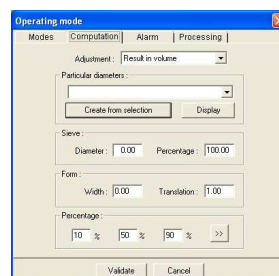 Operating mode
Modes Computation Alarm Processing
Adjustment : Result in volume
Particular diameters :
Create from selection Display
Sieve :
Diameter : 0.00 Percentage : 100.00
Form :
Width : 0.00 Translation : 1.00
Percentage :
10 % 50 % 90 % >>
Validate Cancel